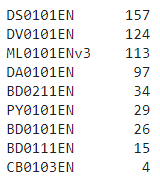 DS0101EN 157
DV0101EN 124
ML0101ENv3 113
DA0101EN 97
BD0211EN 34
PY0101EN 29
BD0101EN 26
BD0111EN 15
CB0103EN 4